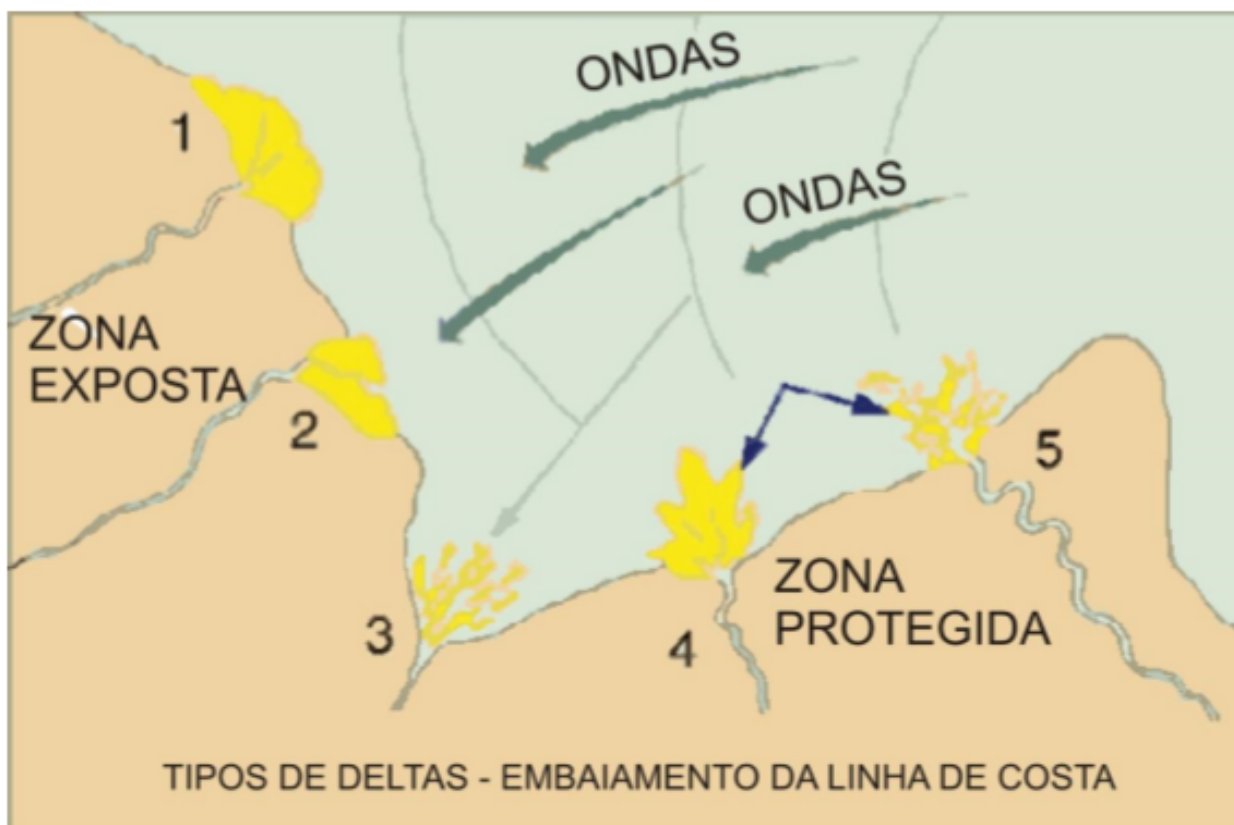 ONDAS
1
ONDAS
ZONA
EXPOSTA
2
5
ZONA
PROTEGIDA
3
4
TIPOS DE DELTAS - EMBAIAMENTO DA LINHA DE COSTA